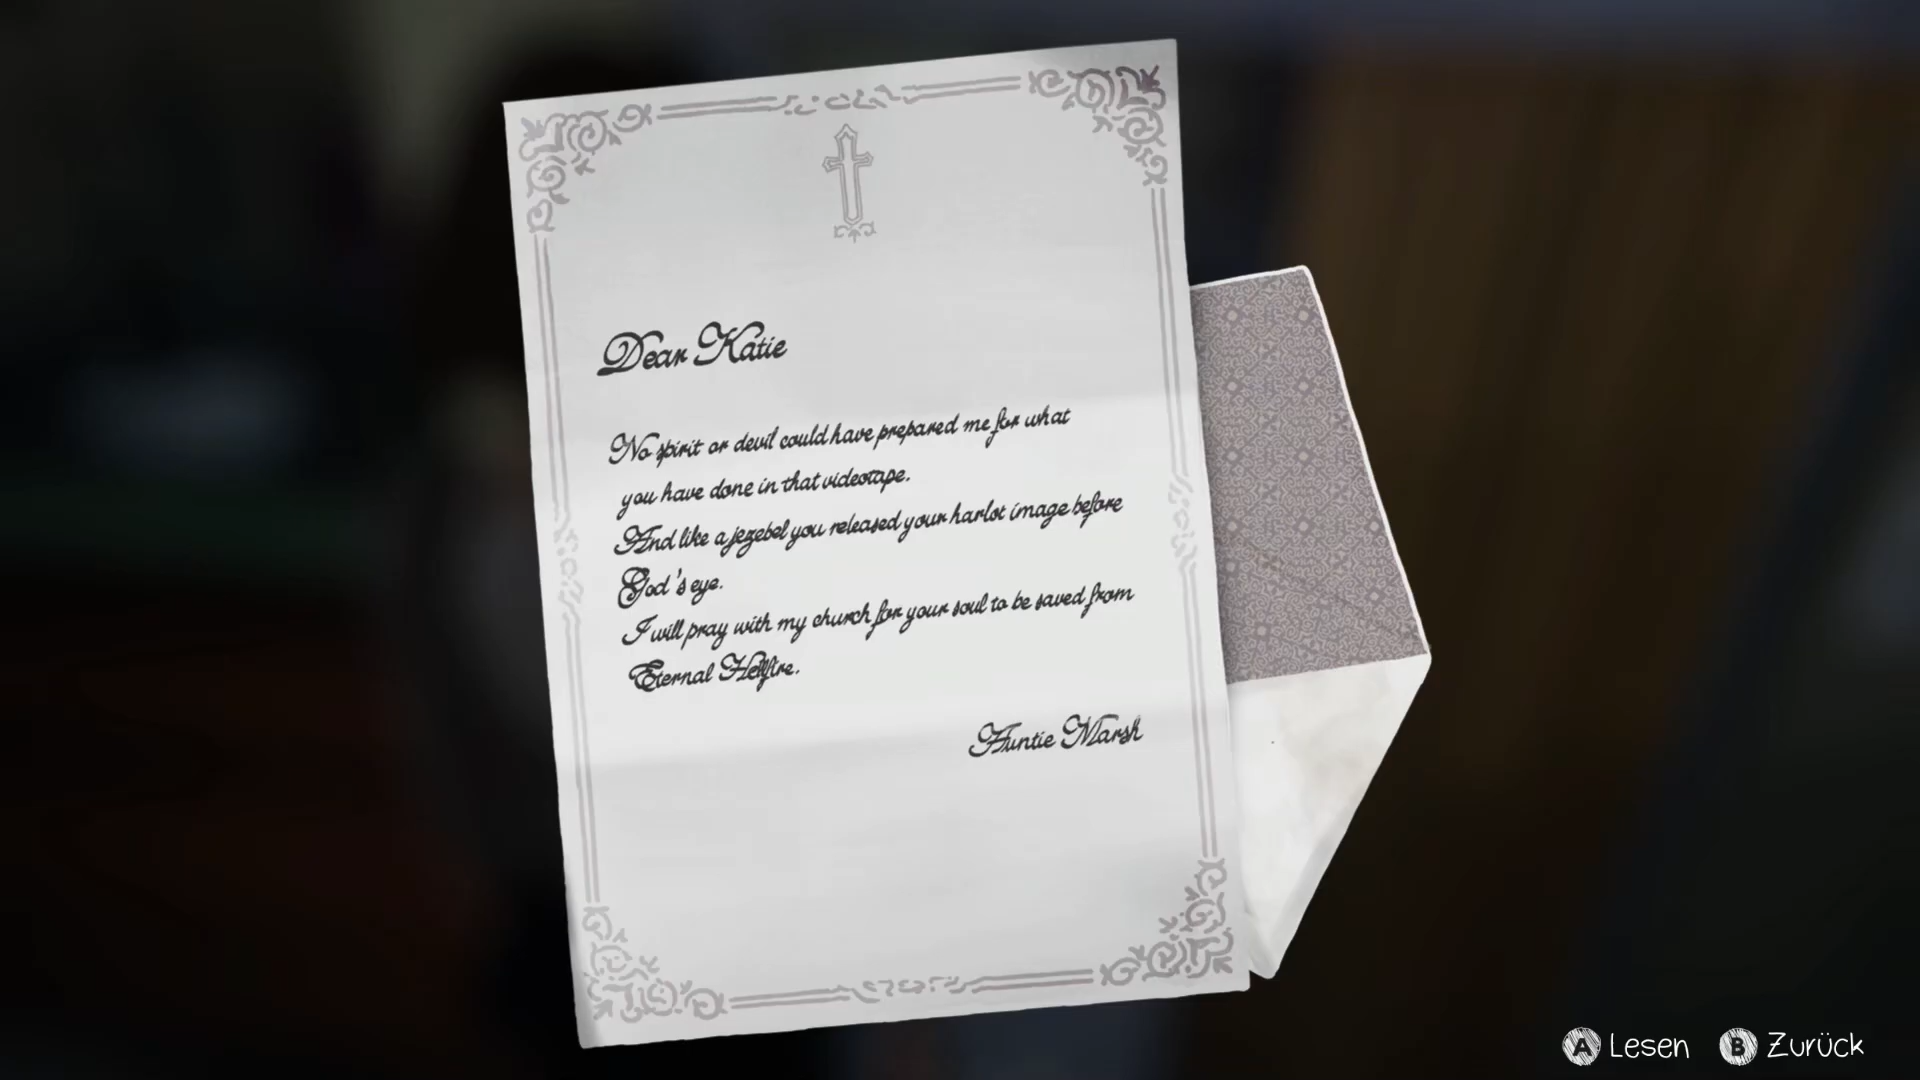 Dear Katie
No spirit or devil could have prepared me for what
you have done in that videotape.
And like a jezebel you released your harlot image before
God's eye.
I will pray with my church for your soul to be saved from
Eternal Hellfire.
Auntie Marsh
A Lesen B Zurück